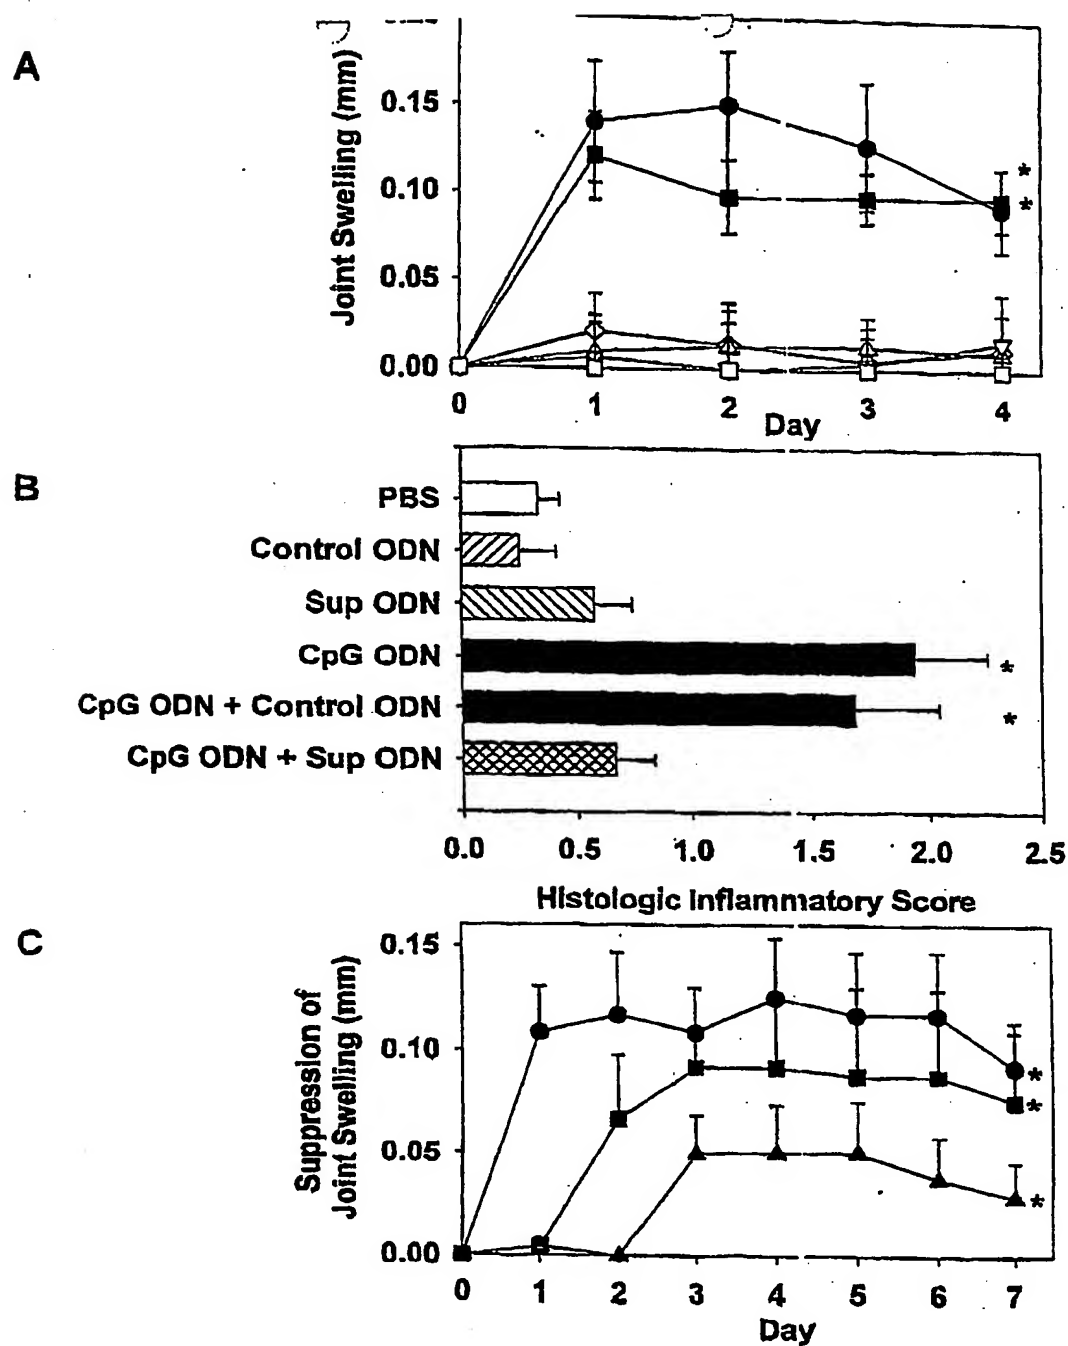 A
Joint Swelling (mm)
0.15
0.10
0.05
0.00
*
*
0 1 2 3 4
Day
B
PBS
Control ODN
Sup ODN
CpG ODN
*
CpG ODN + Control ODN
*
CpG ODN + Sup ODN
0.0 0.5 1.0 1.5 2.0 2.5
Histologic Inflammatory Score
C
Suppression of
Joint Swelling (mm)
0.15
0.10
0.05
0.00
*
*
*
0 1 2 3 4 5 6 7
Day